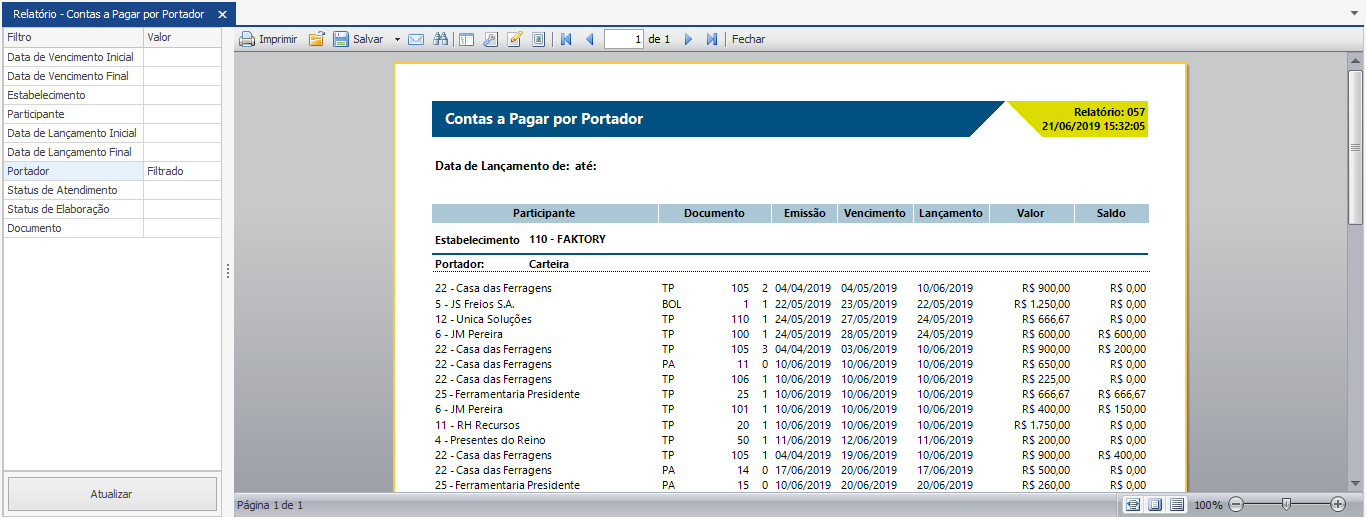 Relatório - Contas a Pagar por Portador
Filtro Valor
Data de Vencimento Inicial
Data de Vencimento Final
Estabelecimento
Participante
Data de Lançamento Inicial
Data de Lançamento Final
Portador Filtrado
Status de Atendimento
Status de Elaboração
Documento
Atualizar
Imprimir Salvar 1 de 1 Fechar
Contas a Pagar por Portador
Relatório: 057
21/06/2019 15:32:05
Data de Lançamento de: até:
Participante Documento Emissão Vencimento Lançamento Valor Saldo
Estabelecimento 110 - FAKTORY
Portador: Carteira
22 - Casa das Ferragens TP 105 2 04/04/2019 04/05/2019 10/06/2019 R$ 900,00 R$ 0,00
5 - JS Freios S.A. BOL 1 1 22/05/2019 23/05/2019 22/05/2019 R$ 1.250,00 R$ 0,00
12 - Unica Soluções TP 110 1 24/05/2019 27/05/2019 24/05/2019 R$ 666,67 R$ 0,00
6 - JM Pereira TP 100 1 24/05/2019 28/05/2019 24/05/2019 R$ 600,00 R$ 600,00
22 - Casa das Ferragens TP 105 3 04/04/2019 03/06/2019 10/06/2019 R$ 900,00 R$ 200,00
22 - Casa das Ferragens PA 11 0 10/06/2019 10/06/2019 10/06/2019 R$ 650,00 R$ 0,00
22 - Casa das Ferragens TP 106 1 10/06/2019 10/06/2019 10/06/2019 R$ 225,00 R$ 0,00
25 - Ferramentaria Presidente TP 25 1 10/06/2019 10/06/2019 10/06/2019 R$ 666,67 R$ 666,67
6 - JM Pereira TP 101 1 10/06/2019 10/06/2019 10/06/2019 R$ 400,00 R$ 150,00
11 - RH Recursos TP 20 1 10/06/2019 10/06/2019 10/06/2019 R$ 1.750,00 R$ 0,00
4 - Presentes do Reino TP 50 1 11/06/2019 12/06/2019 11/06/2019 R$ 200,00 R$ 0,00
22 - Casa das Ferragens TP 105 1 04/04/2019 19/06/2019 10/06/2019 R$ 900,00 R$ 400,00
22 - Casa das Ferragens PA 14 0 17/06/2019 20/06/2019 17/06/2019 R$ 500,00 R$ 0,00
25 - Ferramentaria Presidente PA 15 0 10/06/2019 20/06/2019 20/06/2019 R$ 260,00 R$ 0,00
Página 1 de 1 100%